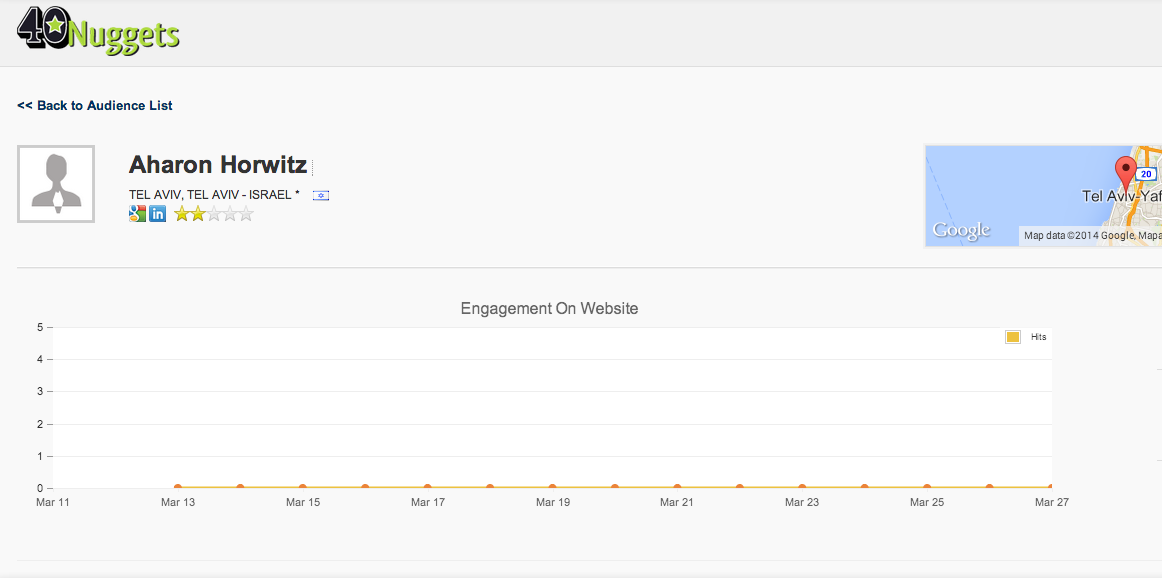 40Nuggets
<< Back to Audience List
Aharon Horwitz
TEL AVIV, TEL AVIV - ISRAEL *
in
20
Tel Aviv-Yaf
Google
Map data ©2014 Google, Mapa
Engagement On Website
Hits
5
4
3
2
1
0
Mar 11 Mar 13 Mar 15 Mar 17 Mar 19 Mar 21 Mar 23 Mar 25 Mar 27